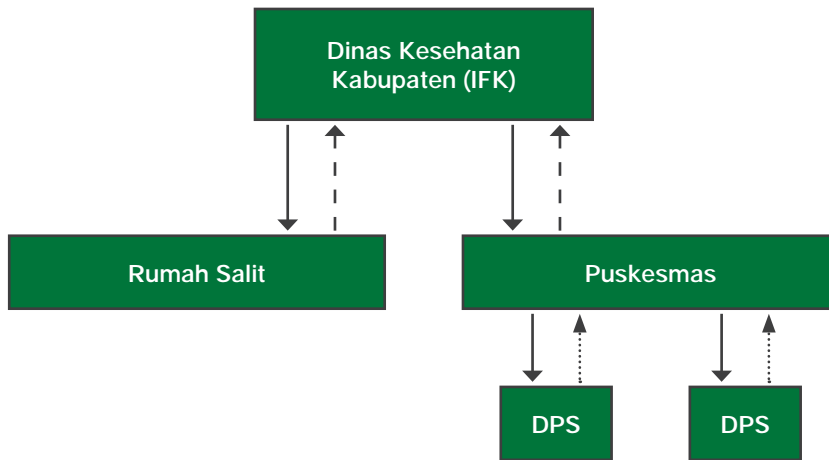 Dinas Kesehatan
Kabupaten (IFK)
Rumah Salit
Puskesmas
DPS
DPS